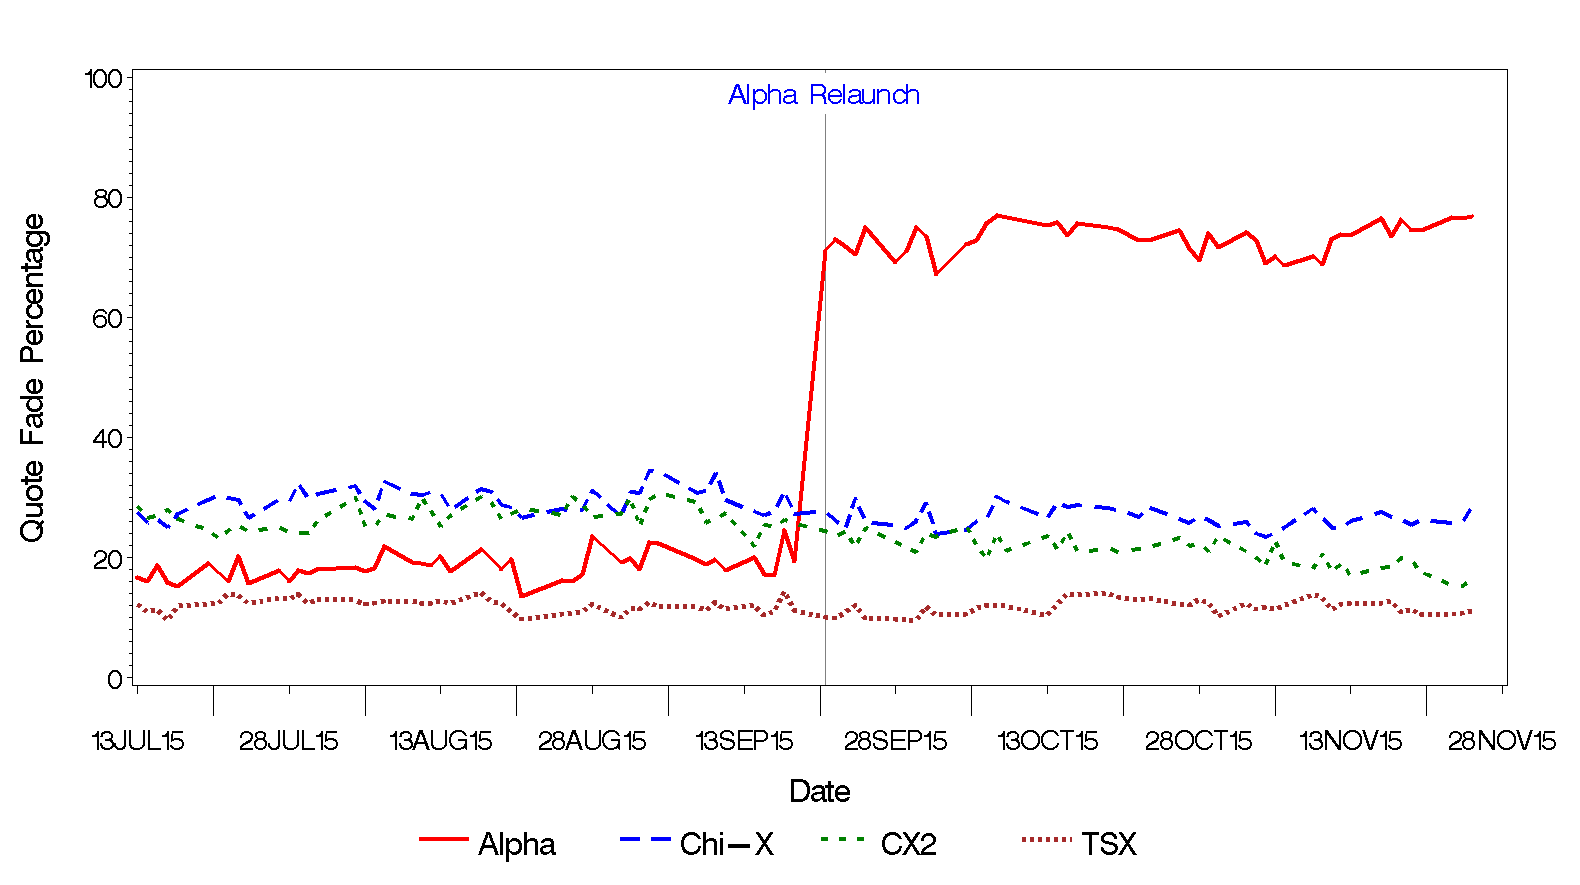 Alpha Relaunch
Quote Fade Percentage
100
80
60
40
20
0
13JUL15 28JUL15 13AUG15 28AUG15 13SEP15 28SEP15 13OCT15 28OCT15 13NOV15 28NOV15
Date
Alpha Chi–X CX2 TSX